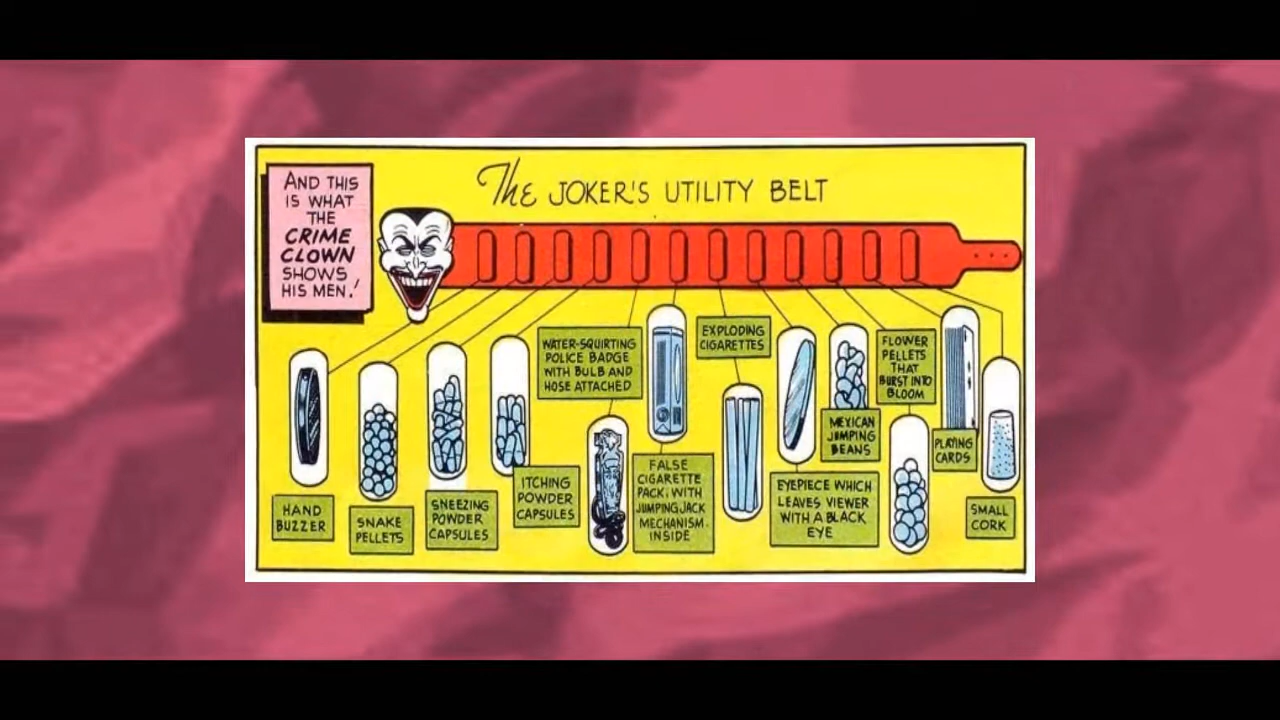 AND THIS
IS WHAT
THE
CRIME
CLOWN
SHOWS
HIS MEN!
The JOKER'S UTILITY BELT
HAND
BUZZER
SNAKE
PELLETS
SNEEZING
POWDER
CAPSULES
ITCHING
POWDER
CAPSULES
WATER-SQUIRTING
POLICE BADGE
WITH BULB AND
HOSE ATTACHED
FALSE
CIGARETTE
PACK, WITH
JUMPING JACK
MECHANISM
INSIDE
EXPLODING
CIGARETTES
EYEPIECE WHICH
LEAVES VIEWER
WITH A BLACK
EYE
MEXICAN
JUMPING
BEANS
FLOWER
PELLETS
THAT
BURST INTO
BLOOM
PLAYING
CARDS
SMALL
CORK